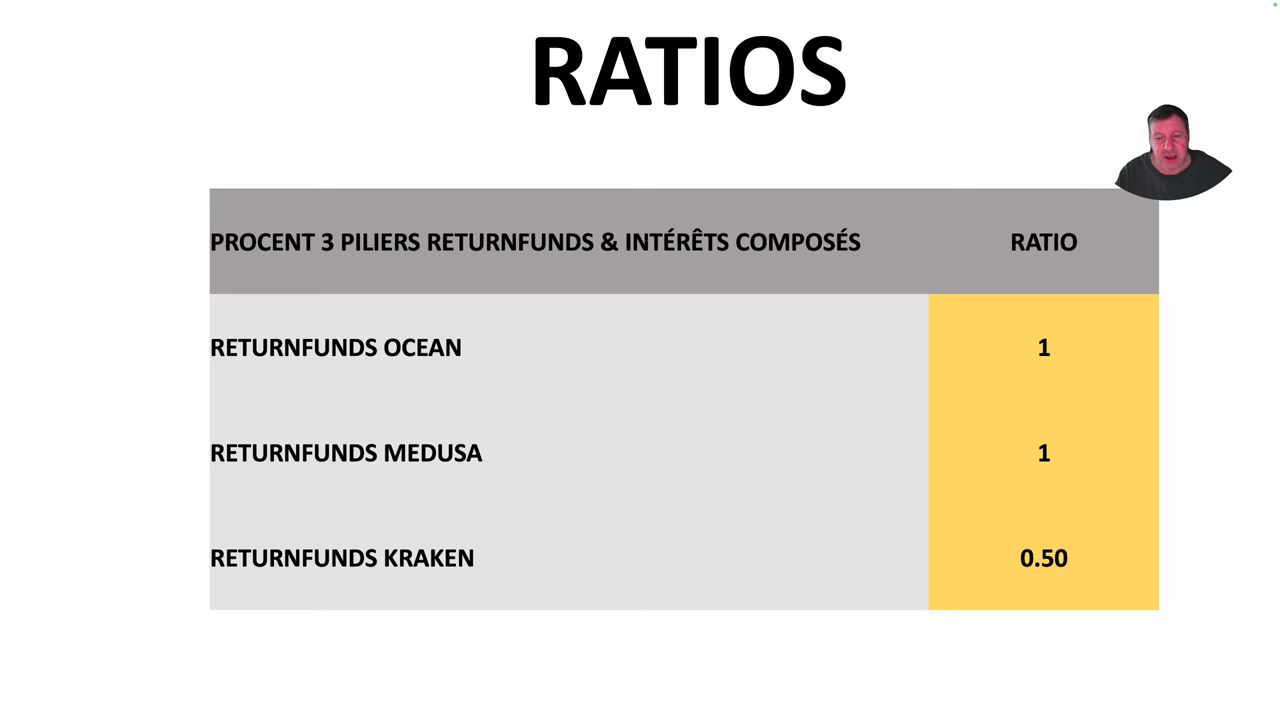 RATIOS
PROCENT 3 PILIERS RETURNFUNDS & INTÉRÊTS COMPOSÉS RATIO
RETURNFUNDS OCEAN 1
RETURNFUNDS MEDUSA 1
RETURNFUNDS KRAKEN 0.50